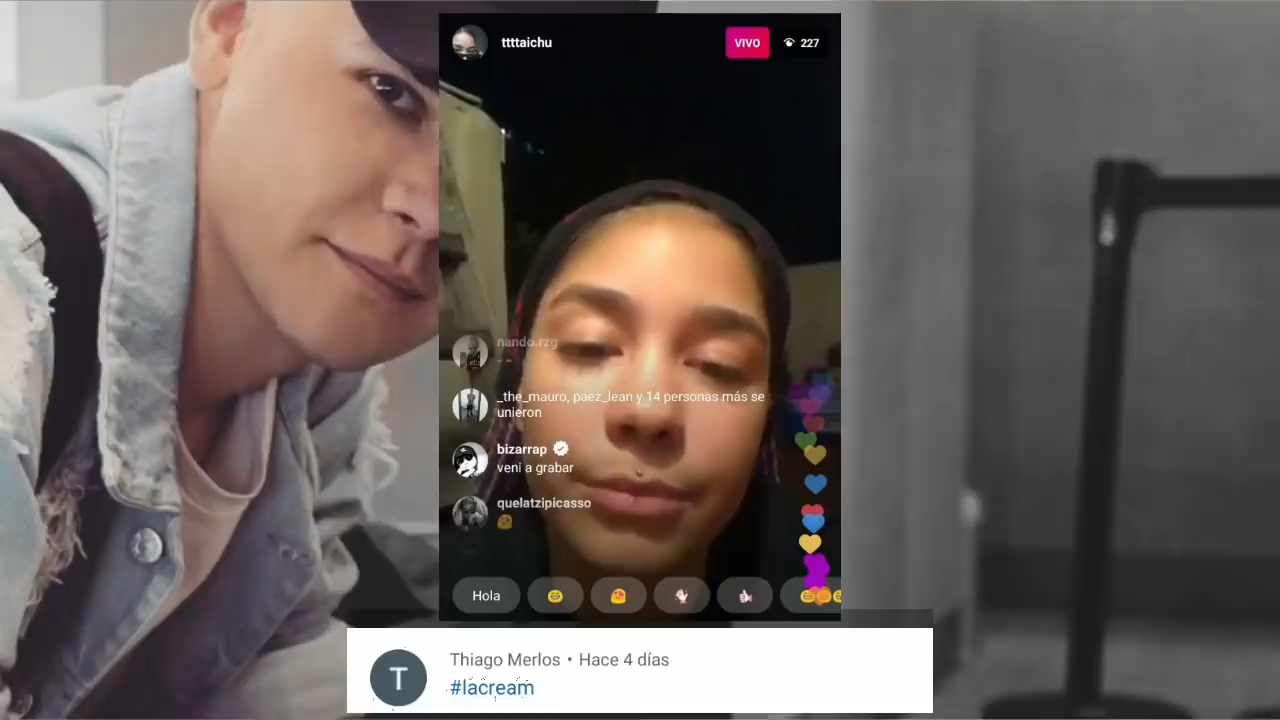 ttttaichu
VIVO
227
nando.rzg
_the_mauro, paez_lean y 14 personas más se
unieron
bizarrap
veni a grabar
quelatzipicasso
Hola
T
Thiago Merlos • Hace 4 días
#lacream